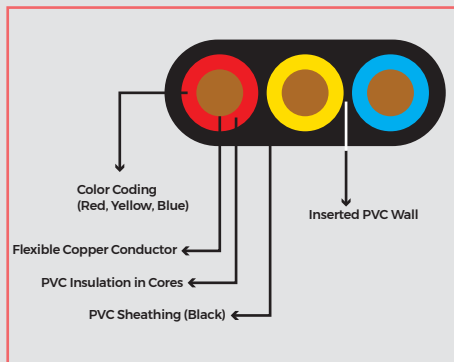 Color Coding
(Red, Yellow, Blue)
Inserted PVC Wall
Flexible Copper Conductor
PVC Insulation in Cores
PVC Sheathing (Black)